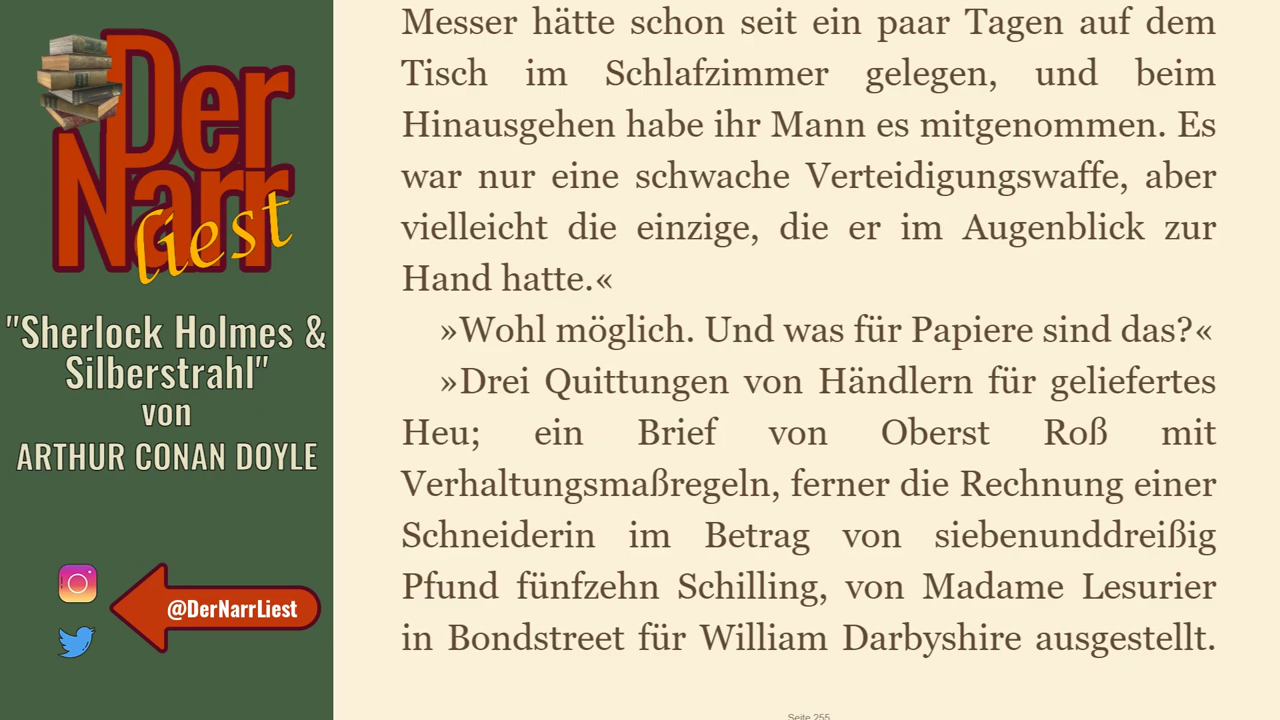 Der
Narr
liest
"Sherlock Holmes &
Silberstrahl"
von
ARTHUR CONAN DOYLE
@DerNarrLiest
Messer hätte schon seit ein paar Tagen auf dem
Tisch im Schlafzimmer gelegen, und beim
Hinausgehen habe ihr Mann es mitgenommen. Es
war nur eine schwache Verteidigungswaffe, aber
vielleicht die einzige, die er im Augenblick zur
Hand hatte.«
»Wohl möglich. Und was für Papiere sind das?«
»Drei Quittungen von Händlern für geliefertes
Heu; ein Brief von Oberst Roß mit
Verhaltungsmaßregeln, ferner die Rechnung einer
Schneiderin im Betrag von siebenunddreißig
Pfund fünfzehn Schilling, von Madame Lesurier
in Bondstreet für William Darbyshire ausgestellt.
Seite 255